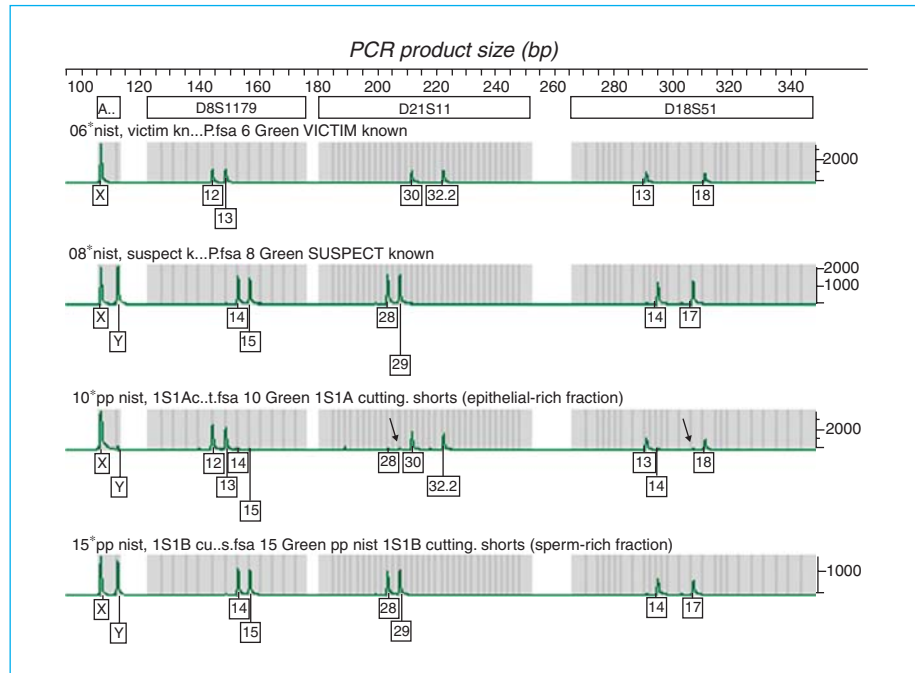 PCR product size (bp)
100 120 140 160 180 200 220 240 260 280 300 320 340
A.. D8S1179 D21S11 D18S51
06*nist, victim kn...P.fsa 6 Green VICTIM known
2000
X 12 30 32.2 13 18
13
08*nist, suspect k...P.fsa 8 Green SUSPECT known
2000
1000
X 14 28 14 17
Y 15
29
10*pp nist, 1S1Ac..t.fsa 10 Green 1S1A cutting. shorts (epithelial-rich fraction)
2000
X 12 14 28 30 13 18
Y 13 32.2 14
15
15*pp nist, 1S1B cu..s.fsa 15 Green pp nist 1S1B cutting. shorts (sperm-rich fraction)
1000
X 14 28 14 17
Y 15 29